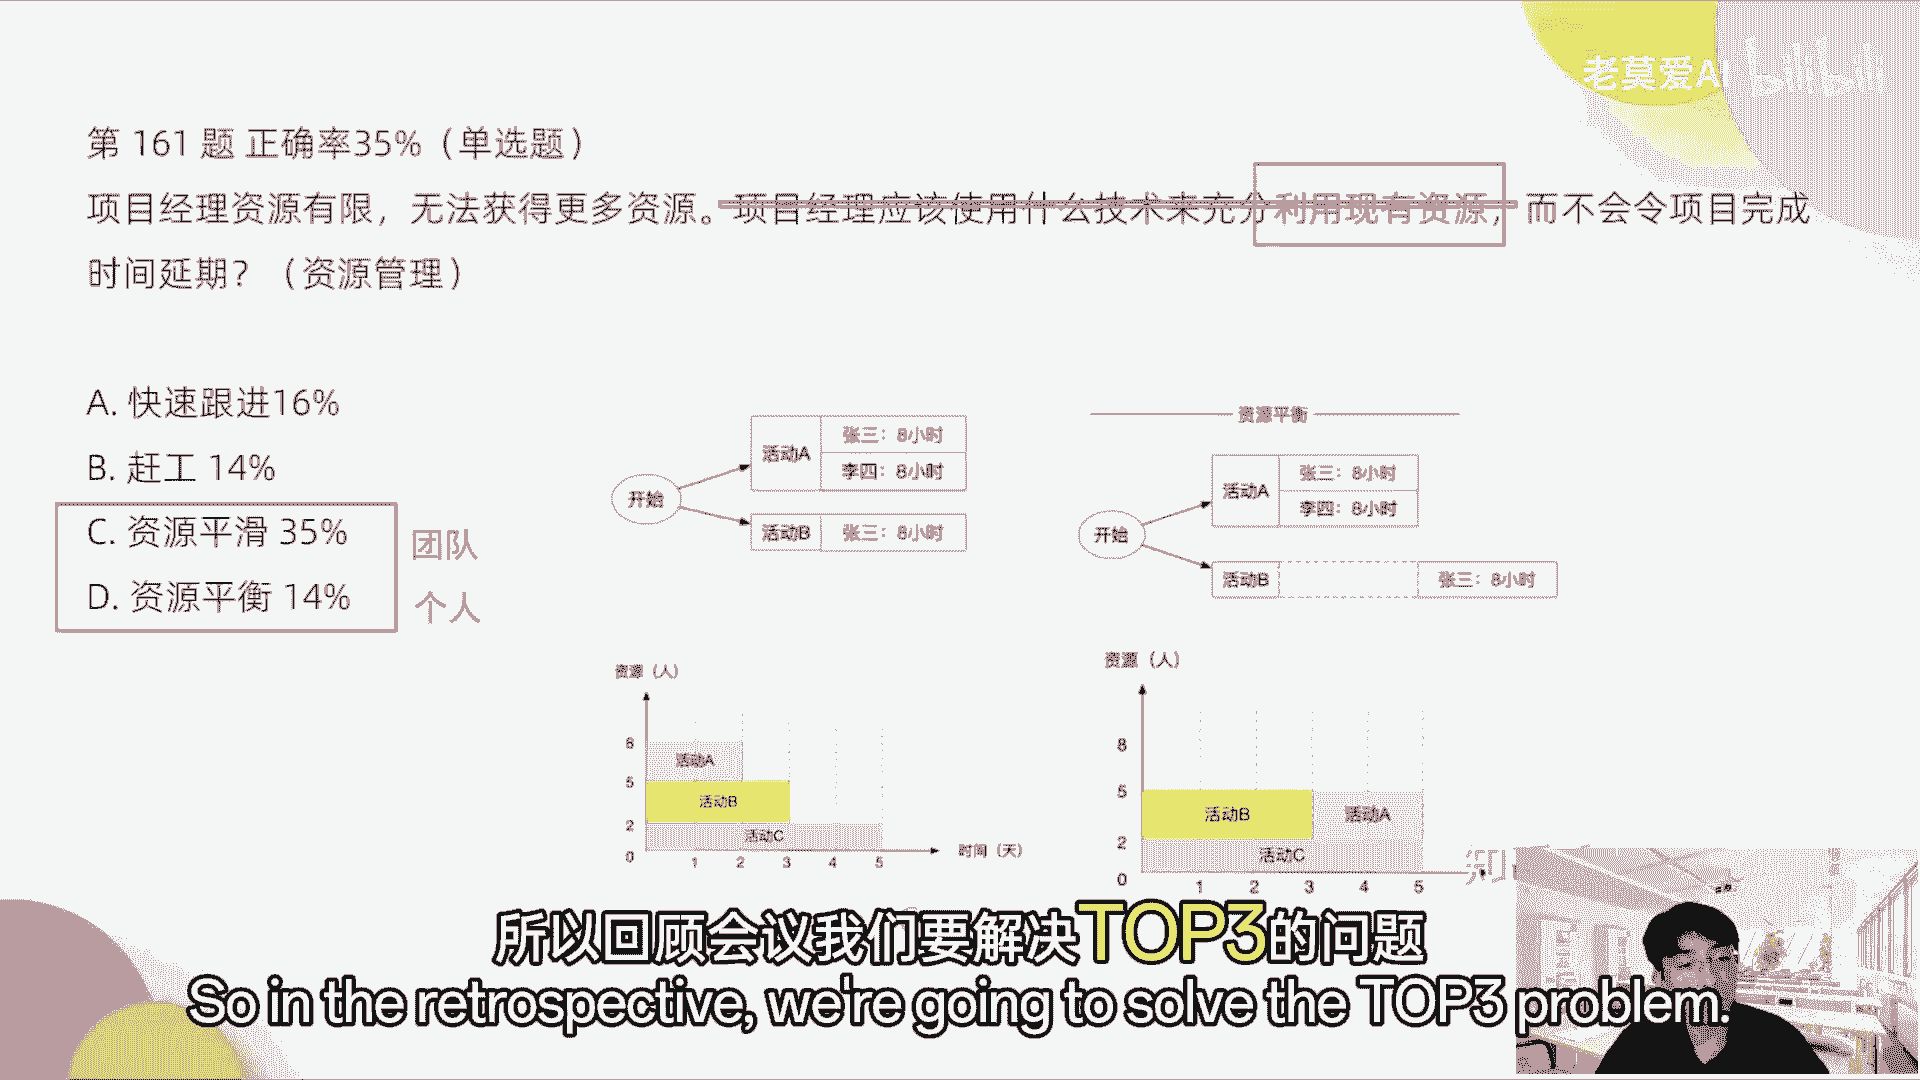 老莫爱AI bilibili
第 161 题 正确率35%（单选题）
项目经理资源有限，无法获得更多资源。项目经理应该使用什么技术来充分利用现有资源，而不会令项目完成
时间延期？（资源管理）
A. 快速跟进16%
B. 赶工 14%
C. 资源平滑 35%
团队
D. 资源平衡 14%
个人
开始
活动A
张三：8小时
李四：8小时
活动B
张三：8小时
资源平衡
开始
活动A
张三：8小时
李四：8小时
活动B
张三：8小时
资源（人）
8
5
2
0
活动A
活动B
活动C
1 2 3 4 5
时间（天）
资源（人）
8
5
2
0
活动B
活动A
活动C
1 2 3 4 5
知
所以回顾会议我们要解决TOP3的问题
So in the retrospective, we're going to solve the TOP3 problem.